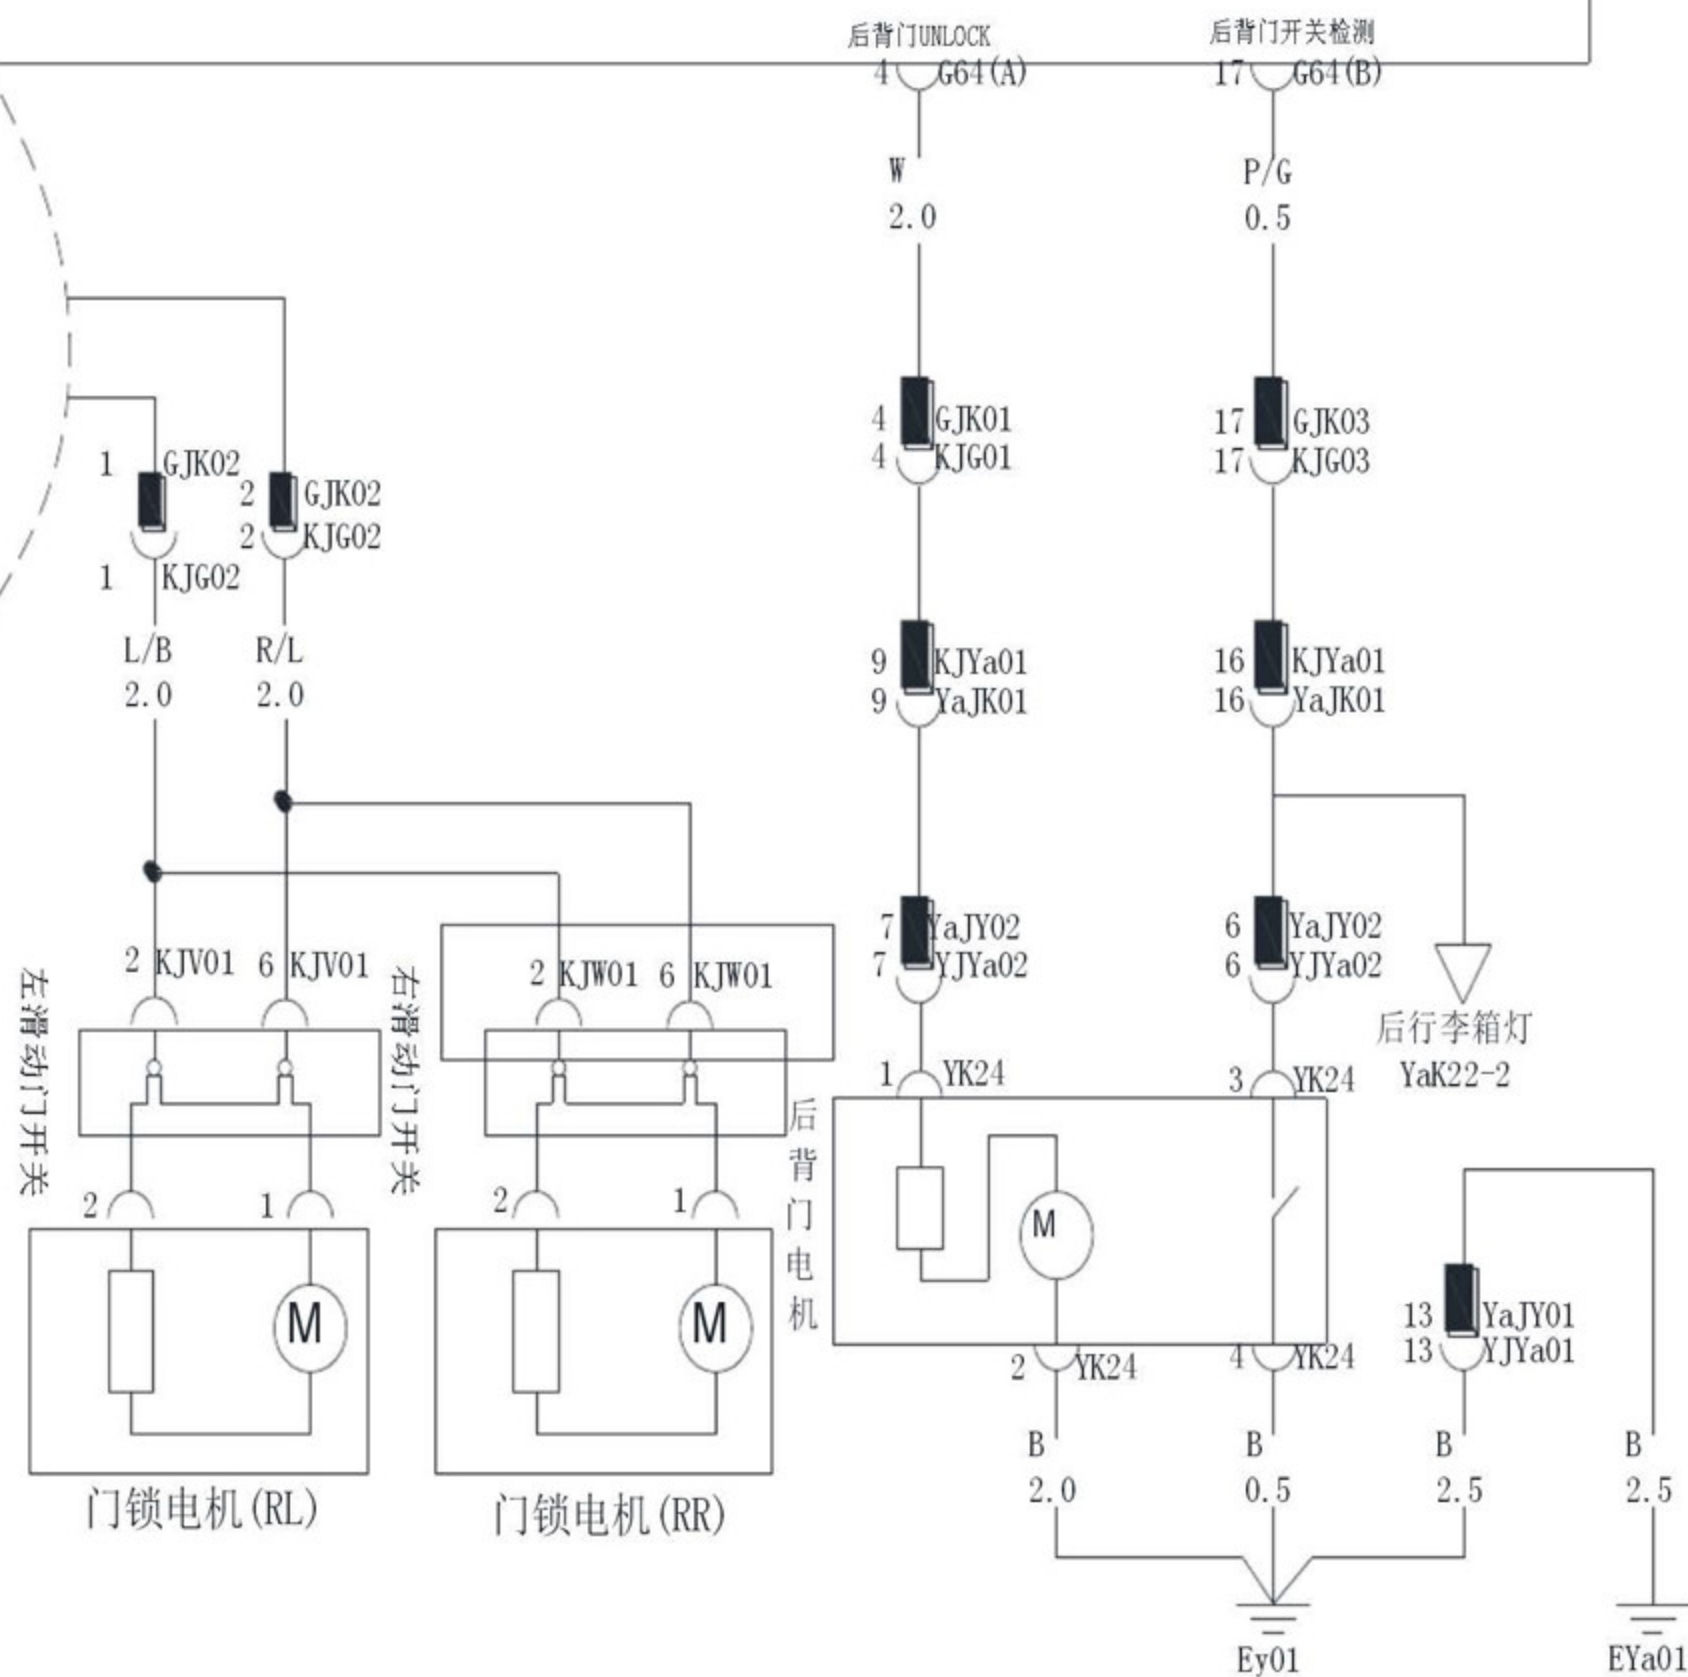 后背门UNLOCK
后背门开关检测
4 G64(A)
17 G64(B)
W
2.0
P/G
0.5
4 GJK01
4 KJG01
17 GJK03
17 KJG03
1 GJK02
1 KJG02
2 GJK02
2 KJG02
L/B
2.0
R/L
2.0
9 KJYa01
9 YaJK01
16 KJYa01
16 YaJK01
7 YaJY02
7 YJYa02
6 YaJY02
6 YJYa02
2 KJV01
6 KJV01
2 KJW01
6 KJW01
左滑动门开关
右滑动门开关
后行李箱灯
YaK22-2
1 YK24
3 YK24
后背门电机
M
2
1
2
1
M
M
门锁电机(RL)
门锁电机(RR)
2 YK24
4 YK24
13 YaJY01
13 YJYa01
B
2.0
B
0.5
B
2.5
B
2.5
Ey01
EYa01